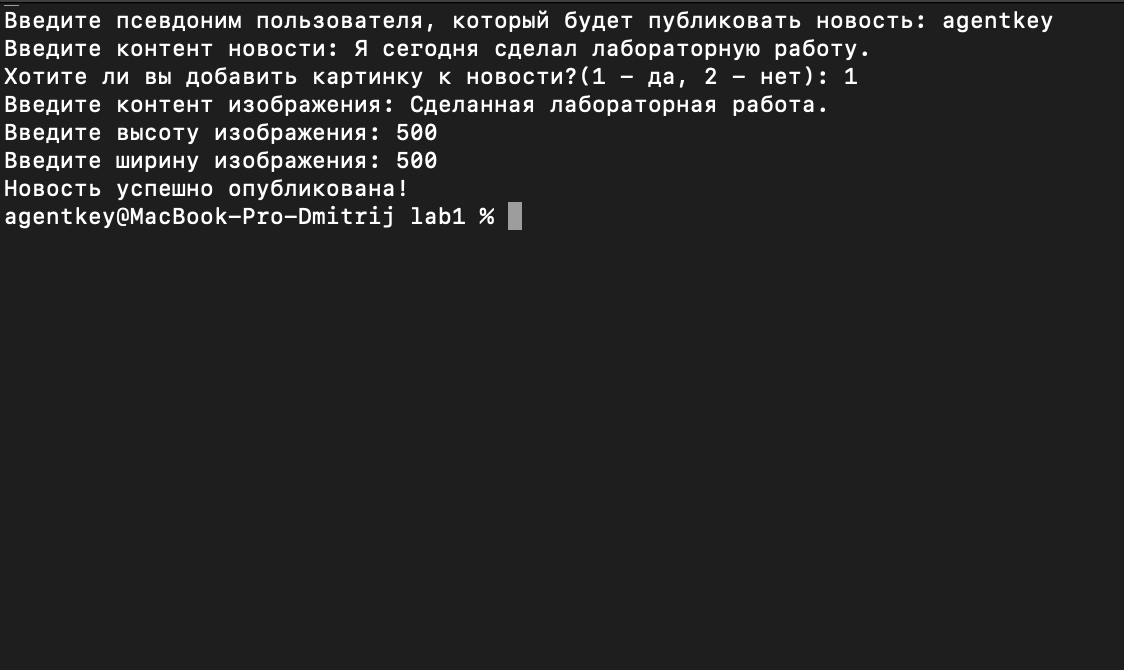 Введите псевдоним пользователя, который будет публиковать новость: agentkey
Введите контент новости: Я сегодня сделал лабораторную работу.
Хотите ли вы добавить картинку к новости?(1 – да, 2 – нет): 1
Введите контент изображения: Сделанная лабораторная работа.
Введите высоту изображения: 500
Введите ширину изображения: 500
Новость успешно опубликована!
agentkey@MacBook-Pro-Dmitrij lab1 %